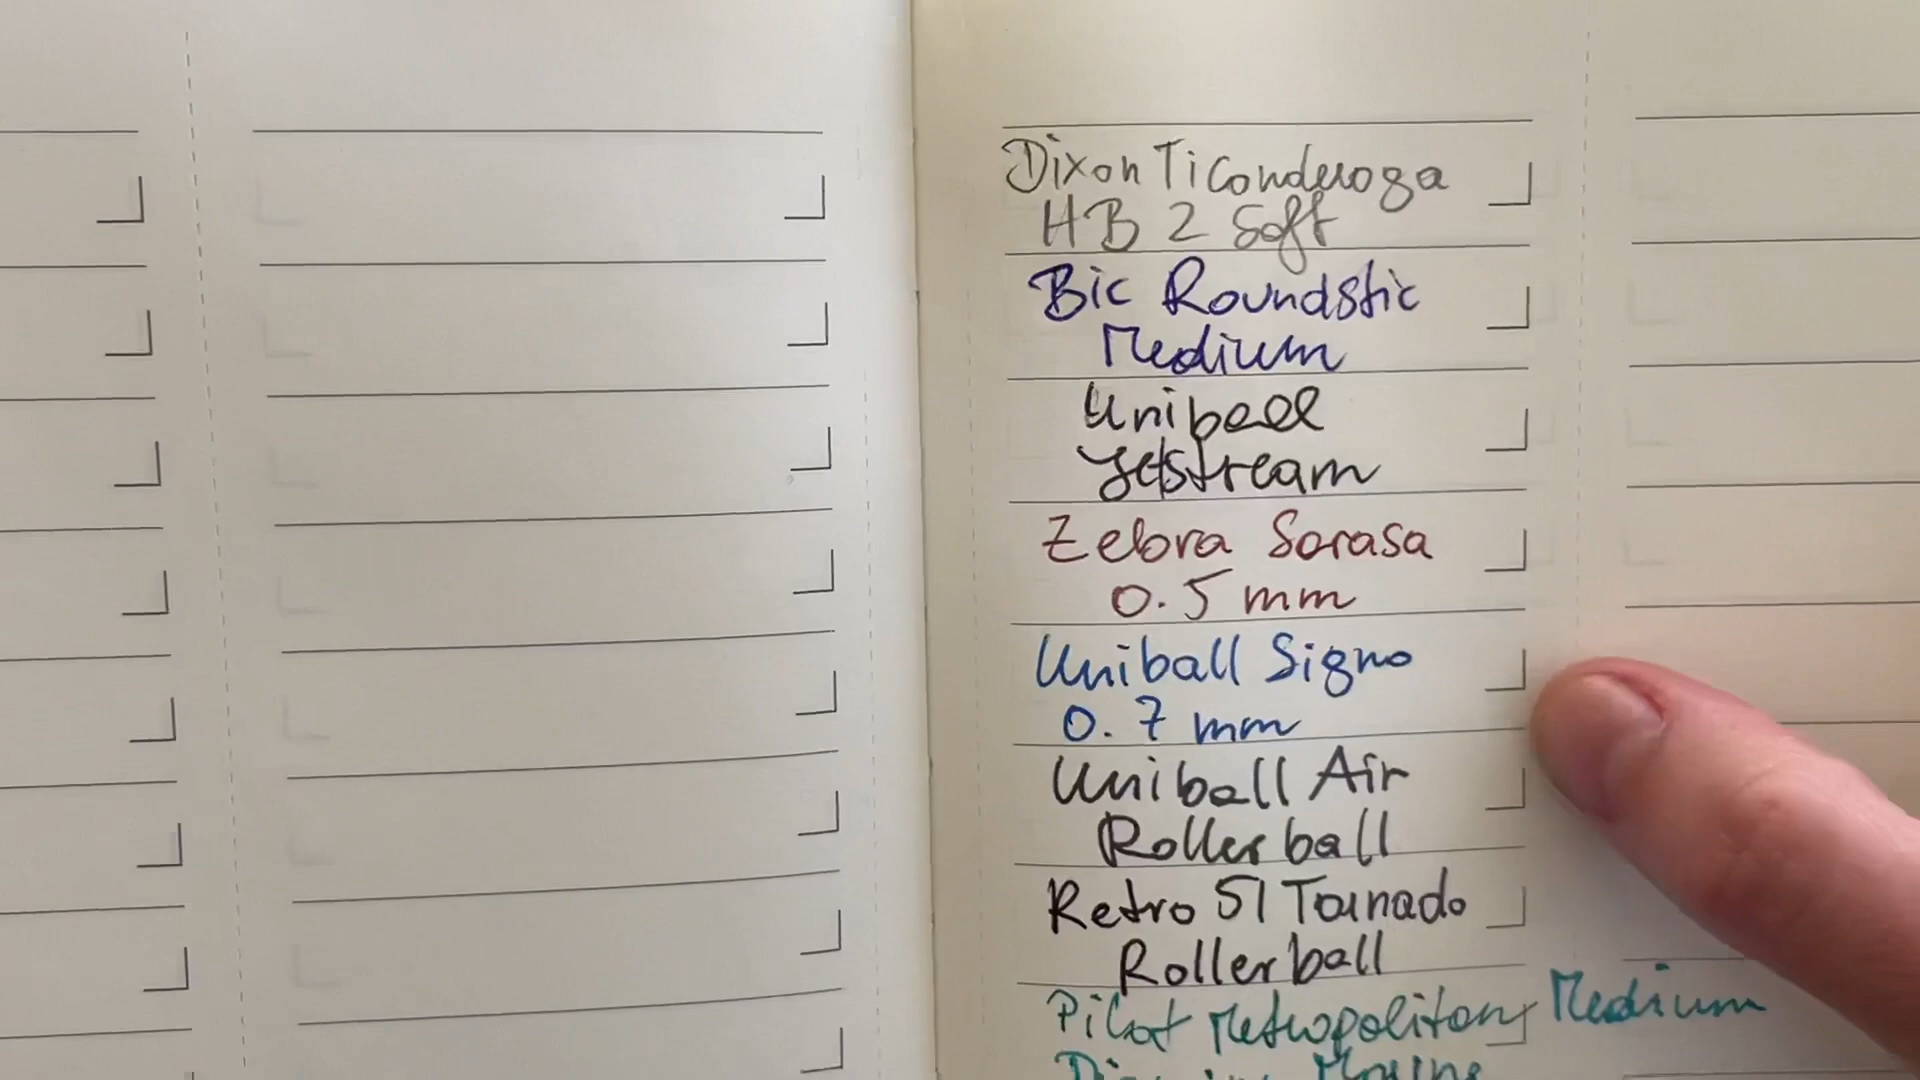 Dixon Ticonderoga
HB 2 Soft
Bic Roundstic
Medium
Uniball
Jetstream
Zebra Sarasa
0.5 mm
Uniball Signo
0.7 mm
Uniball Air
Rollerball
Retro 51 Tornado
Rollerball
Pilot Metropolitan, Medium